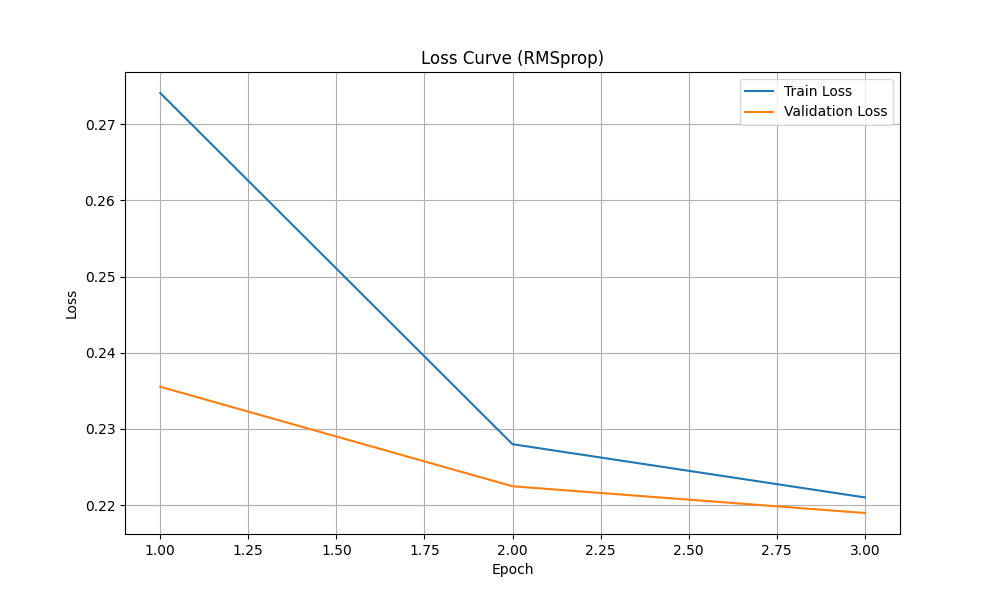 Loss Curve (RMSprop)
Train Loss
Validation Loss
0.27
0.26
0.25
0.24
0.23
0.22
Loss
1.00 1.25 1.50 1.75 2.00 2.25 2.50 2.75 3.00
Epoch